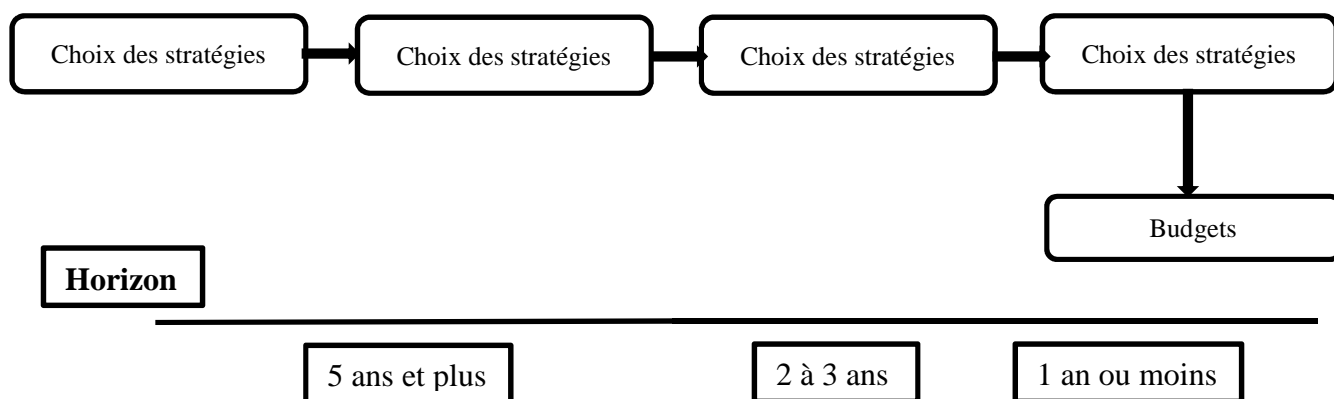 Choix des stratégies
Choix des stratégies
Choix des stratégies
Choix des stratégies
Budgets
Horizon
5 ans et plus
2 à 3 ans
1 an ou moins